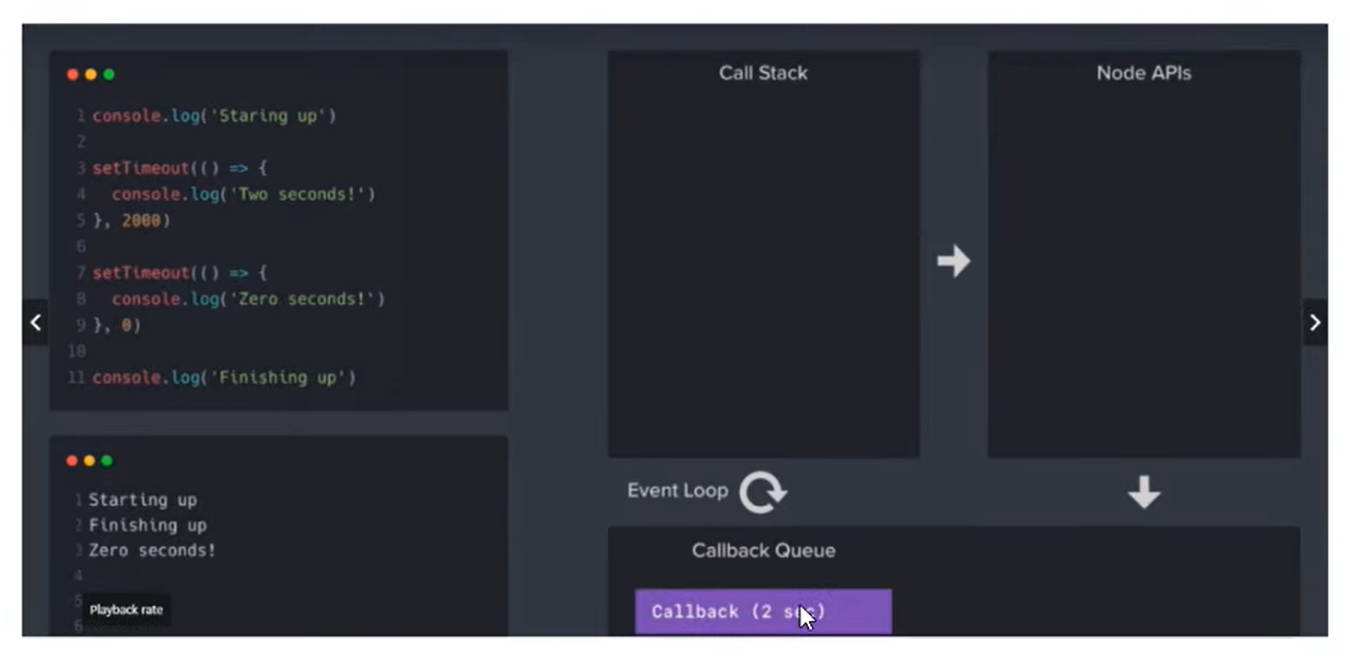 1 console.log('Staring up')
2
3 setTimeout(() => {
4   console.log('Two seconds!')
5 }, 2000)
6
7 setTimeout(() => {
8   console.log('Zero seconds!')
9 }, 0)
10
11 console.log('Finishing up')
1 Starting up
2 Finishing up
3 Zero seconds!
4
5
Playback rate
6
Call Stack
Node APIs
Event Loop
Callback Queue
Callback (2 sec)